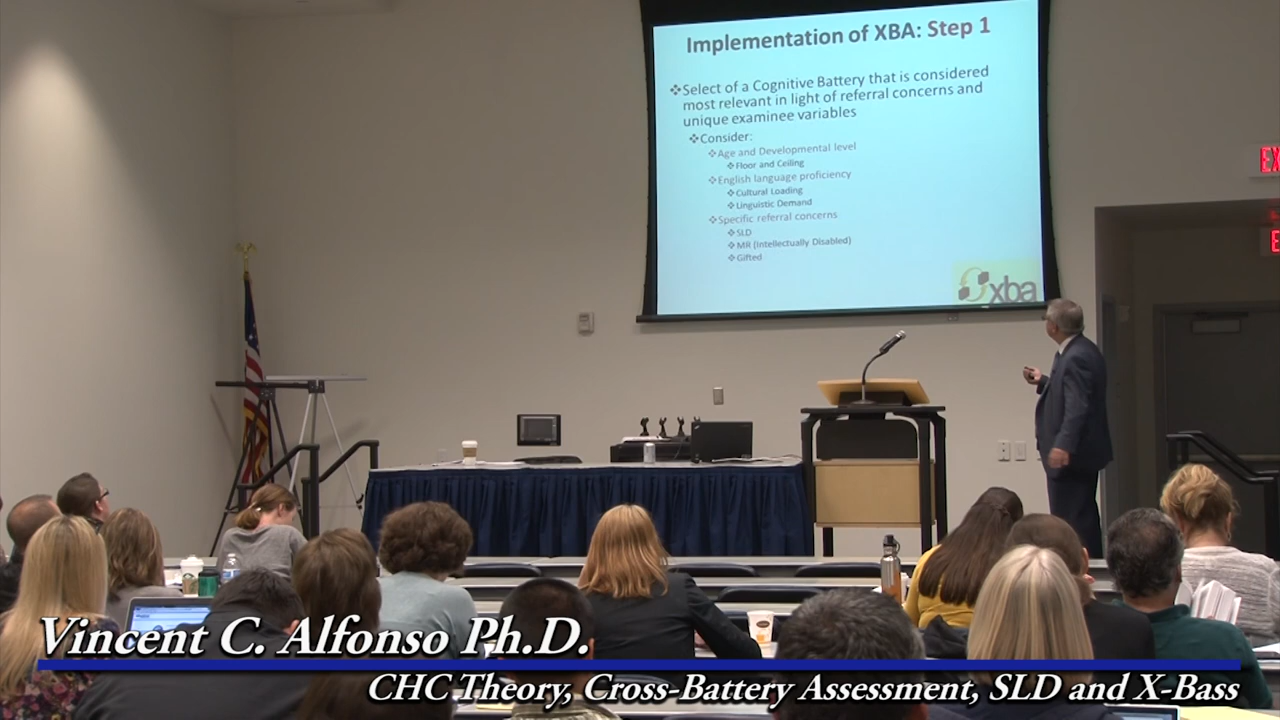 Implementation of XBA: Step 1
❖Select of a Cognitive Battery that is considered
most relevant in light of referral concerns and
unique examinee variables
❖Consider:
❖Age and Developmental level
❖Floor and Ceiling
❖English language proficiency
❖Cultural Loading
❖Linguistic Demand
❖Specific referral concerns
❖SLD
❖MR (Intellectually Disabled)
❖Gifted
xba
EX
E
Vincent C. Alfonso Ph.D.
CHC Theory, Cross-Battery Assessment, SLD and X-Bass